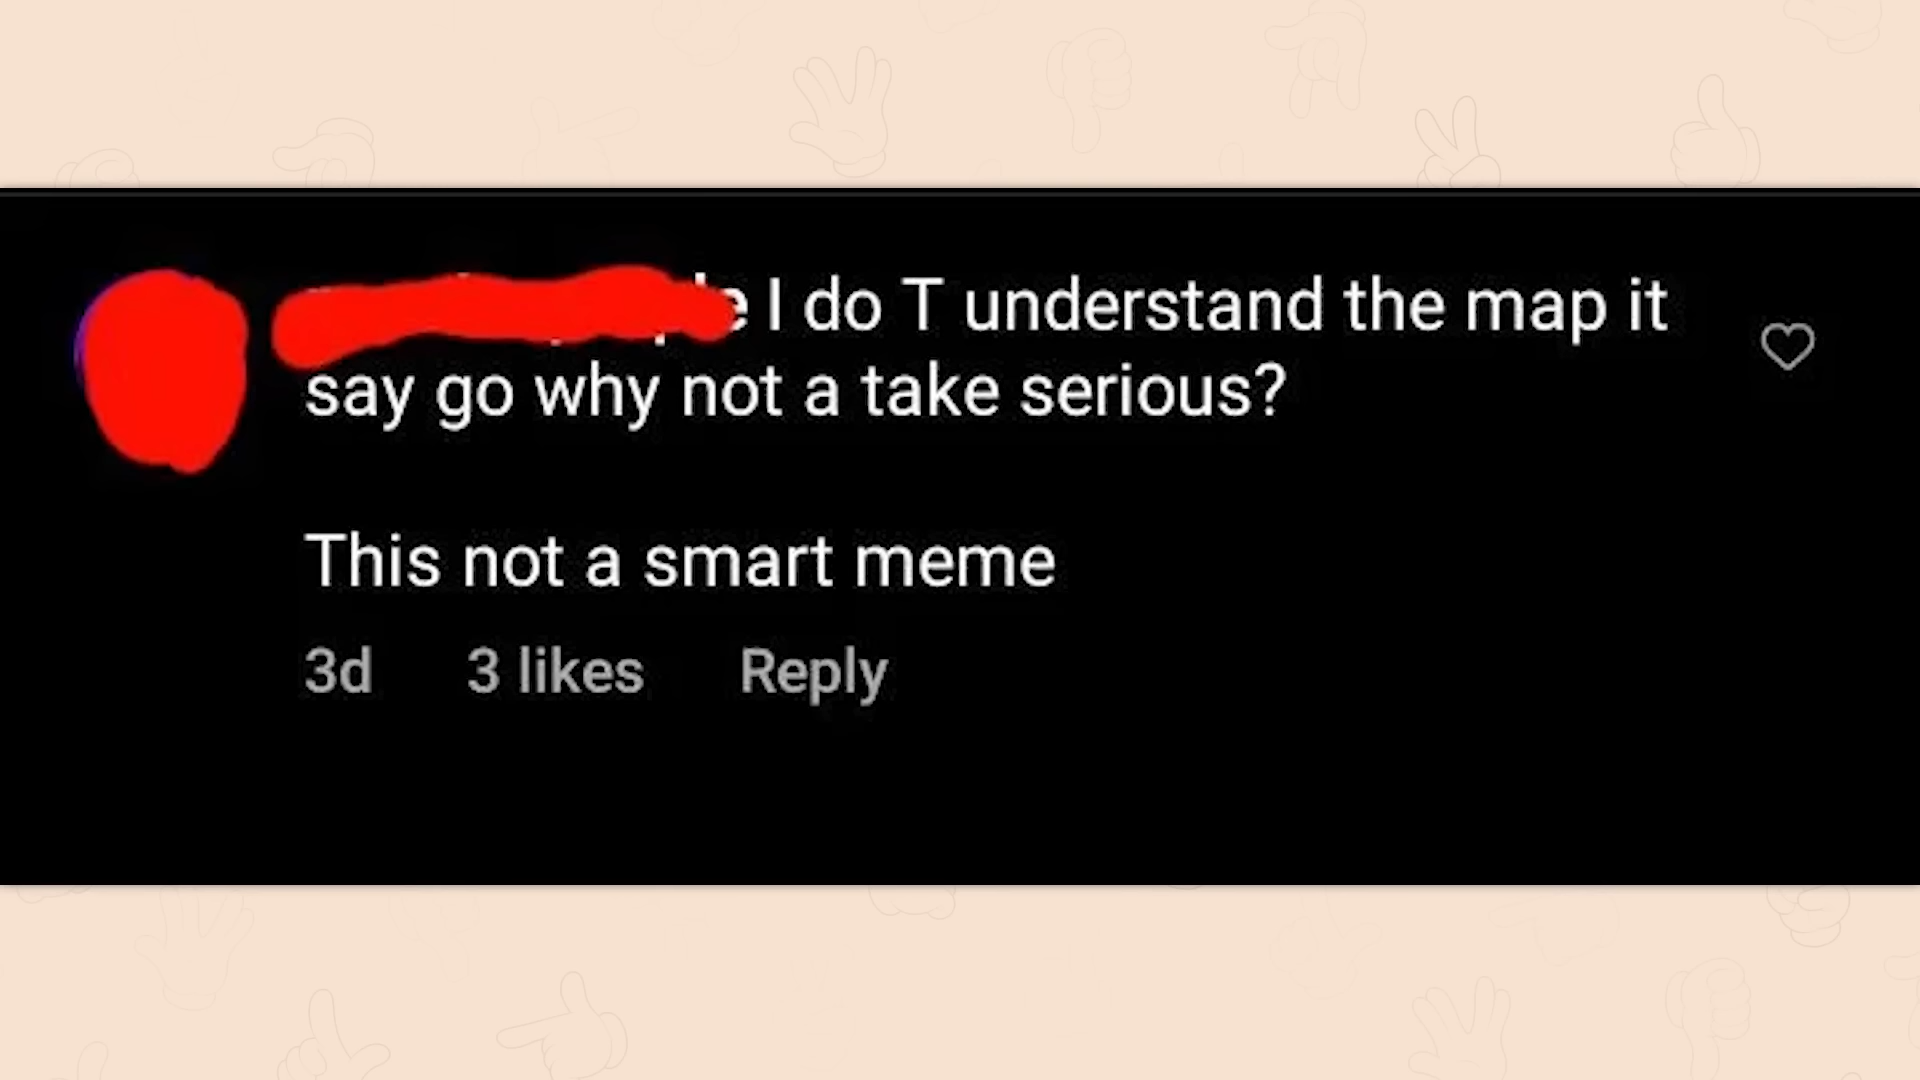 I do T understand the map it
say go why not a take serious?
This not a smart meme
3d 3 likes Reply